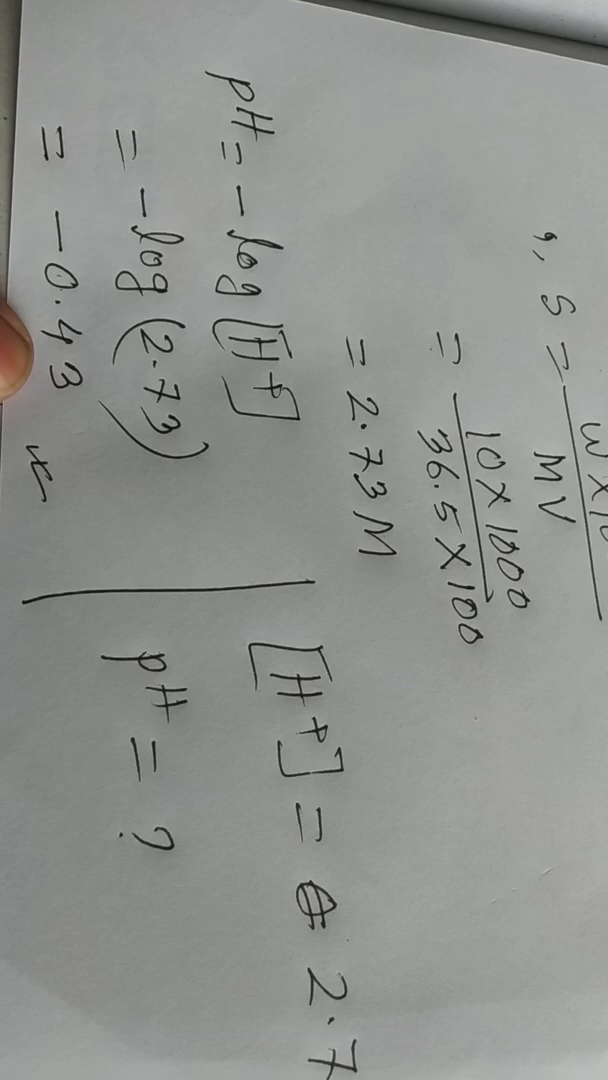 , S = W×10 / MV
= 10×1000 / 36.5×100
= 2.73 M
pH = -log [H+]
= -log (2.73)
= -0.43
[H+] = 2.7
pH = ?